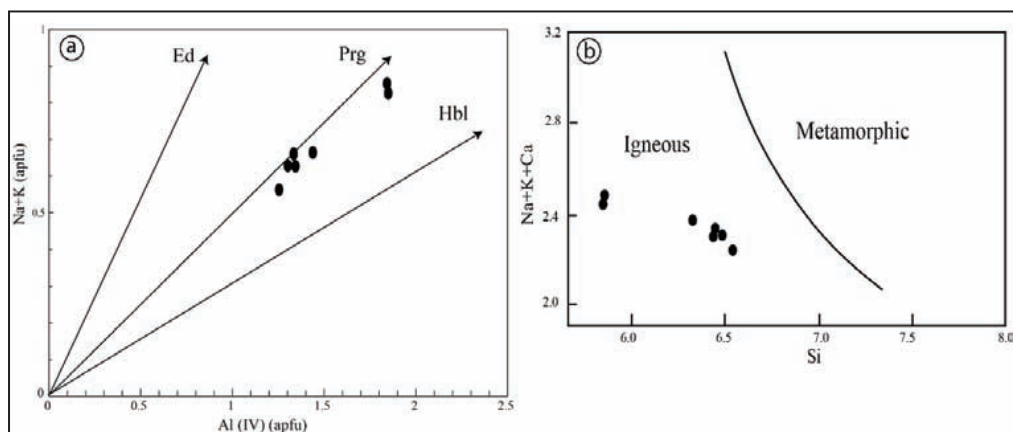 a
Ed
Prg
Hbl
Na+K (apfu)
1
0.5
0
0
0.5
1
1.5
2
2.5
Al (IV) (apfu)
b
Igneous
Metamorphic
Na+K+Ca
3.2
2.8
2.4
2.0
6.0
6.5
7.0
7.5
8.0
Si